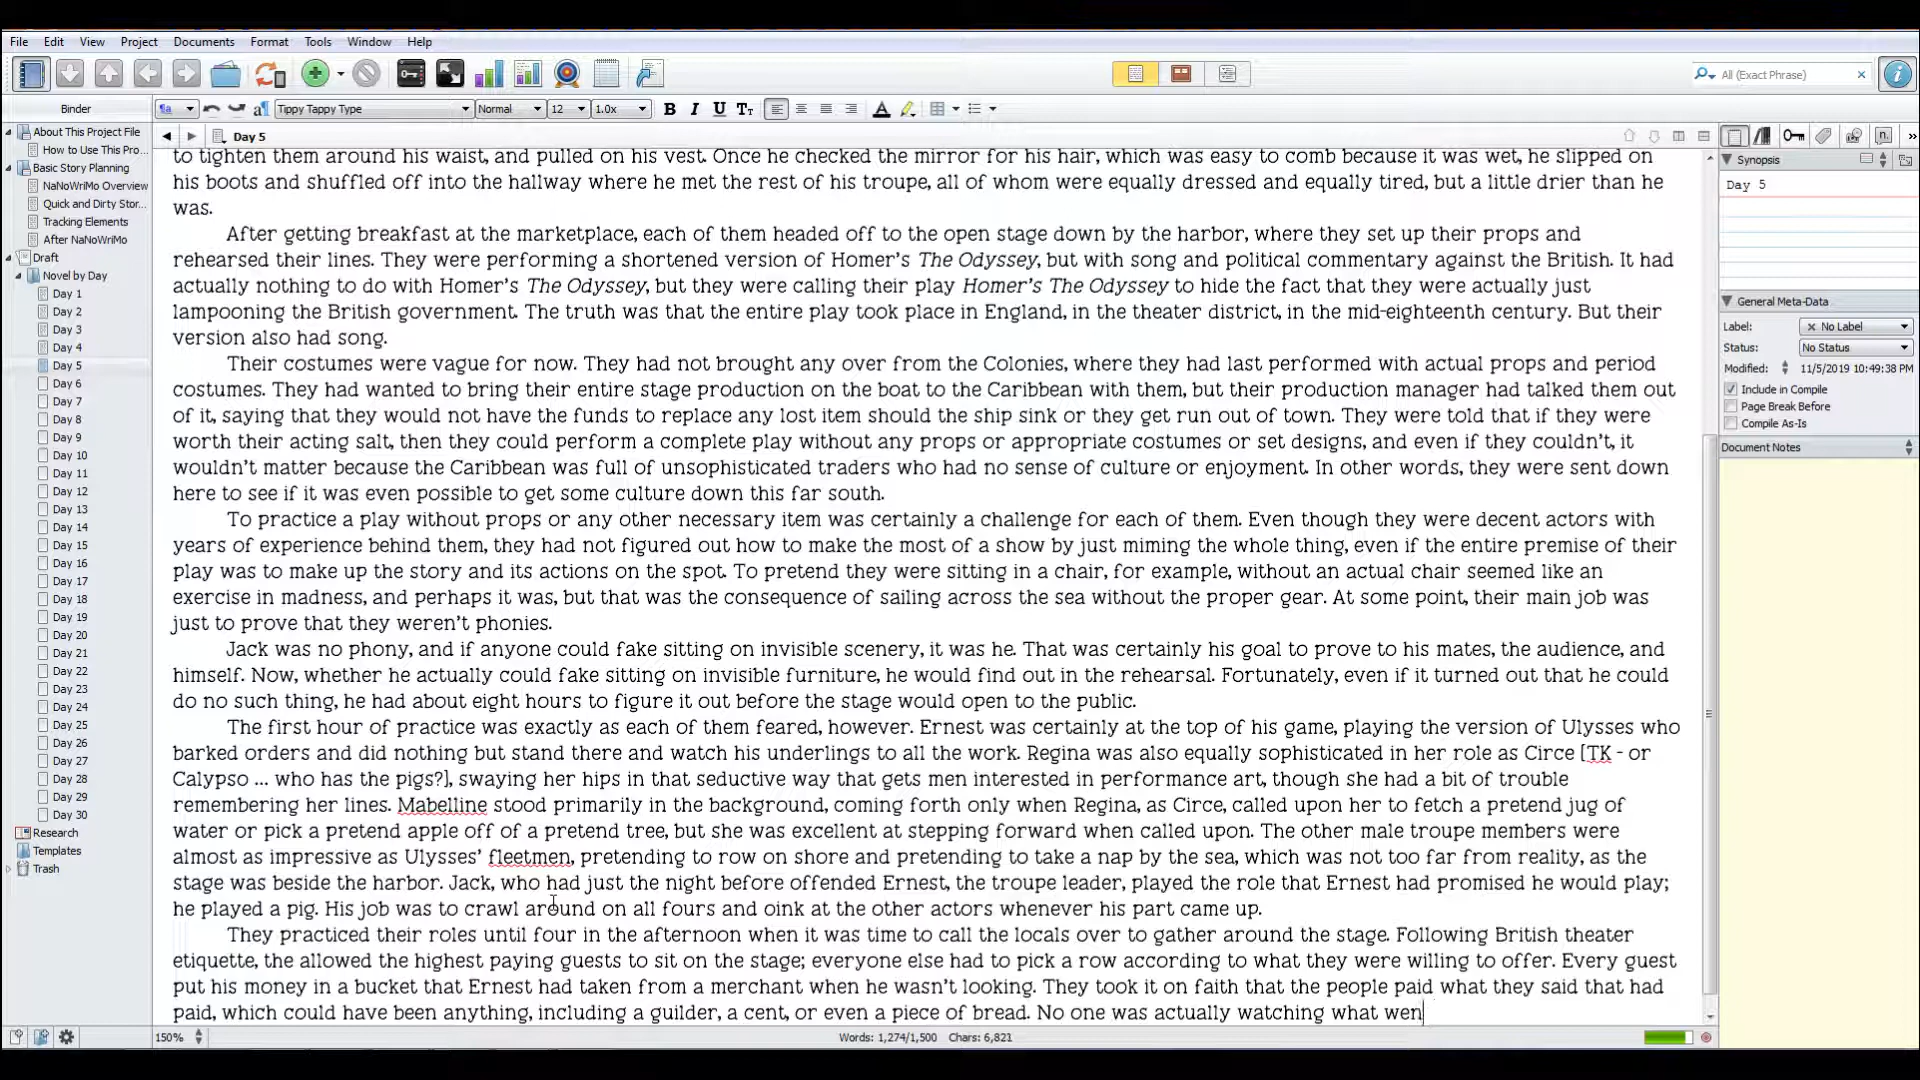 File Edit View Project Documents Format Tools Window Help
All (Exact Phrase)
Binder
Tippy Tappy Type Normal 12 1.0x B I U
Day 5
About This Project File
How to Use This Pro...
Basic Story Planning
NaNoWriMo Overview
Quick and Dirty Stor...
Tracking Elements
After NaNoWriMo
Draft
Novel by Day
Day 1
Day 2
Day 3
Day 4
Day 5
Day 6
Day 7
Day 8
Day 9
Day 10
Day 11
Day 12
Day 13
Day 14
Day 15
Day 16
Day 17
Day 18
Day 19
Day 20
Day 21
Day 22
Day 23
Day 24
Day 25
Day 26
Day 27
Day 28
Day 29
Day 30
Research
Templates
Trash
to tighten them around his waist, and pulled on his vest. Once he checked the mirror for his hair, which was easy to comb because it was wet, he slipped on
his boots and shuffled off into the hallway where he met the rest of his troupe, all of whom were equally dressed and equally tired, but a little drier than he
was.
After getting breakfast at the marketplace, each of them headed off to the open stage down by the harbor, where they set up their props and
rehearsed their lines. They were performing a shortened version of Homer's The Odyssey, but with song and political commentary against the British. It had
actually nothing to do with Homer's The Odyssey, but they were calling their play Homer's The Odyssey to hide the fact that they were actually just
lampooning the British government. The truth was that the entire play took place in England, in the theater district, in the mid-eighteenth century. But their
version also had song.
Their costumes were vague for now. They had not brought any over from the Colonies, where they had last performed with actual props and period
costumes. They had wanted to bring their entire stage production on the boat to the Caribbean with them, but their production manager had talked them out
of it, saying that they would not have the funds to replace any lost item should the ship sink or they get run out of town. They were told that if they were
worth their acting salt, then they could perform a complete play without any props or appropriate costumes or set designs, and even if they couldn't, it
wouldn't matter because the Caribbean was full of unsophisticated traders who had no sense of culture or enjoyment. In other words, they were sent down
here to see if it was even possible to get some culture down this far south.
To practice a play without props or any other necessary item was certainly a challenge for each of them. Even though they were decent actors with
years of experience behind them, they had not figured out how to make the most of a show by just miming the whole thing, even if the entire premise of their
play was to make up the story and its actions on the spot. To pretend they were sitting in a chair, for example, without an actual chair seemed like an
exercise in madness, and perhaps it was, but that was the consequence of sailing across the sea without the proper gear. At some point, their main job was
just to prove that they weren't phonies.
Jack was no phony, and if anyone could fake sitting on invisible scenery, it was he. That was certainly his goal to prove to his mates, the audience, and
himself. Now, whether he actually could fake sitting on invisible furniture, he would find out in the rehearsal. Fortunately, even if it turned out that he could
do no such thing, he had about eight hours to figure it out before the stage would open to the public.
The first hour of practice was exactly as each of them feared, however. Ernest was certainly at the top of his game, playing the version of Ulysses who
barked orders and did nothing but stand there and watch his underlings to all the work. Regina was also equally sophisticated in her role as Circe [TK - or
Calypso ... who has the pigs?], swaying her hips in that seductive way that gets men interested in performance art, though she had a bit of trouble
remembering her lines. Mabelline stood primarily in the background, coming forth only when Regina, as Circe, called upon her to fetch a pretend jug of
water or pick a pretend apple off of a pretend tree, but she was excellent at stepping forward when called upon. The other male troupe members were
almost as impressive as Ulysses' fleetmen, pretending to row on shore and pretending to take a nap by the sea, which was not too far from reality, as the
stage was beside the harbor. Jack, who had just the night before offended Ernest, the troupe leader, played the role that Ernest had promised he would play;
he played a pig. His job was to crawl around on all fours and oink at the other actors whenever his part came up.
They practiced their roles until four in the afternoon when it was time to call the locals over to gather around the stage. Following British theater
etiquette, the allowed the highest paying guests to sit on the stage; everyone else had to pick a row according to what they were willing to offer. Every guest
put his money in a bucket that Ernest had taken from a merchant when he wasn't looking. They took it on faith that the people paid what they said that had
paid, which could have been anything, including a guilder, a cent, or even a piece of bread. No one was actually watching what wen
Synopsis
Day 5
General Meta-Data
Label: No Label
Status: No Status
Modified: 11/5/2019 10:49:38 PM
Include in Compile
Page Break Before
Compile As-Is
Document Notes
150%
Words: 1,274/1,500 Chars: 6,821